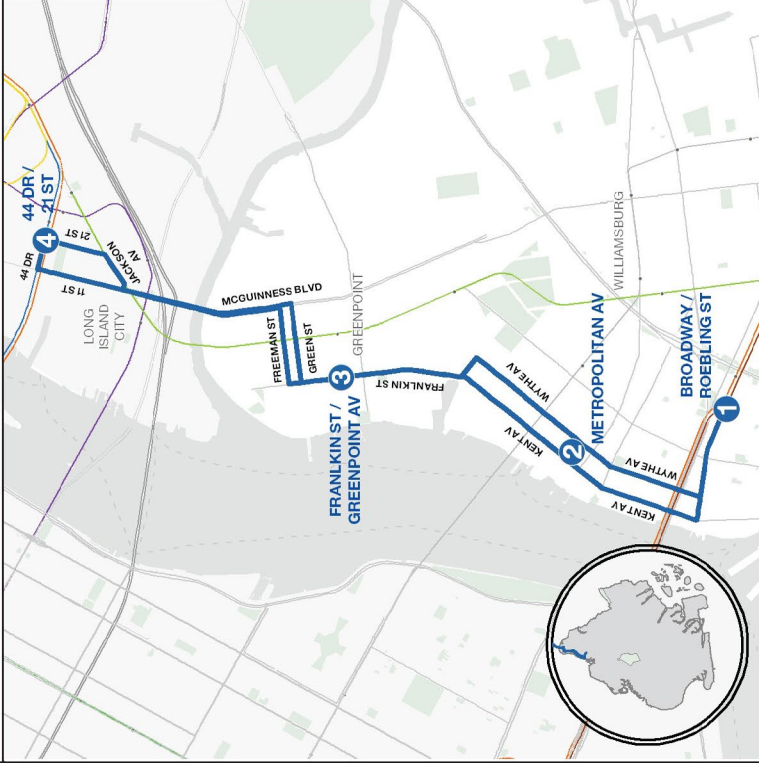 44 DR /
21 ST
4
44 DR
21 ST
JACKSON
AV
11 ST
LONG
ISLAND
CITY
MCGUINNESS BLVD
FREEMAN ST
GREEN ST
GREENPOINT
3
FRANLKIN ST /
GREENPOINT AV
FRANLKIN ST
WILLIAMSBURG
WYTHE AV
KENT AV
2
METROPOLITAN AV
WYTHE AV
KENT AV
BROADWAY /
ROEBLING ST
1